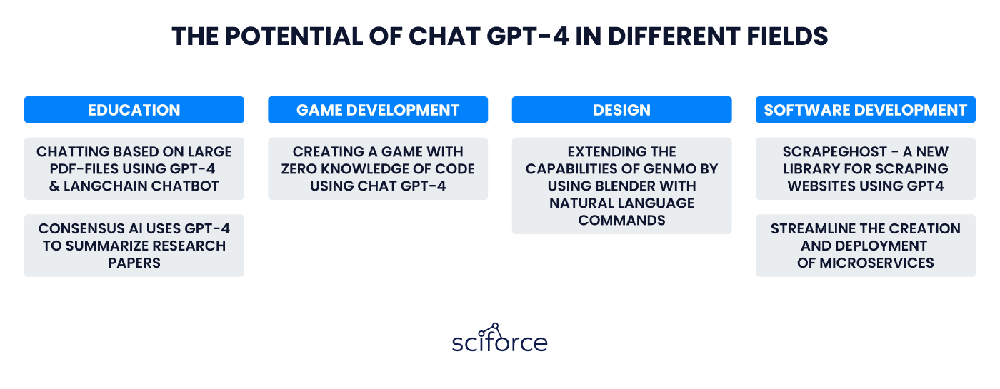 THE POTENTIAL OF CHAT GPT-4 IN DIFFERENT FIELDS
EDUCATION
CHATTING BASED ON LARGE
PDF-FILES USING GPT-4
& LANGCHAIN CHATBOT
CONSENSUS AI USES GPT-4
TO SUMMARIZE RESEARCH
PAPERS
GAME DEVELOPMENT
CREATING A GAME WITH
ZERO KNOWLEDGE OF CODE
USING CHAT GPT-4
DESIGN
EXTENDING THE
CAPABILITIES OF GENMO BY
USING BLENDER WITH
NATURAL LANGUAGE
COMMANDS
SOFTWARE DEVELOPMENT
SCRAPEGHOST - A NEW
LIBRARY FOR SCRAPING
WEBSITES USING GPT4
STREAMLINE THE CREATION
AND DEPLOYMENT
OF MICROSERVICES
sciforce